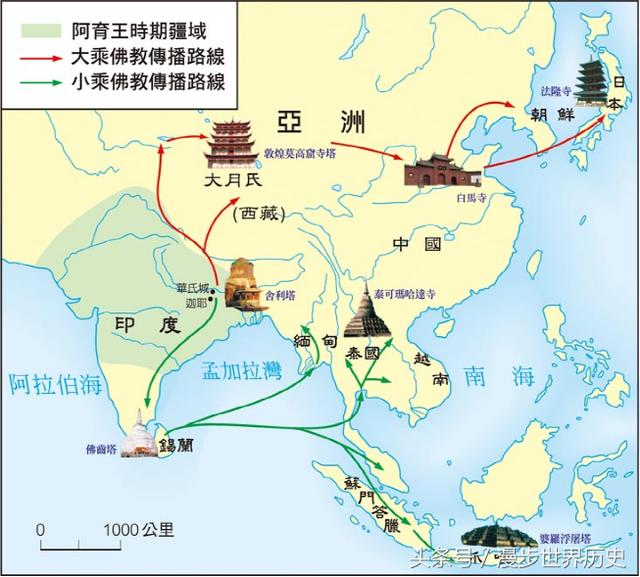 阿育王時期疆域
大乘佛教傳播路線
小乘佛教傳播路線
亞洲
日本
法隆寺
朝鮮
敦煌莫高窟寺塔
大月氏
白馬寺
(西藏)
中國
華氏城
迦耶
舍利塔
泰可瑪哈達寺
印度
緬甸
泰國
越南
阿拉伯海
孟加拉灣
南海
佛齒塔
錫蘭
蘇門答臘
婆羅浮屠塔
0 1000公里
头条号／漫步世界历史